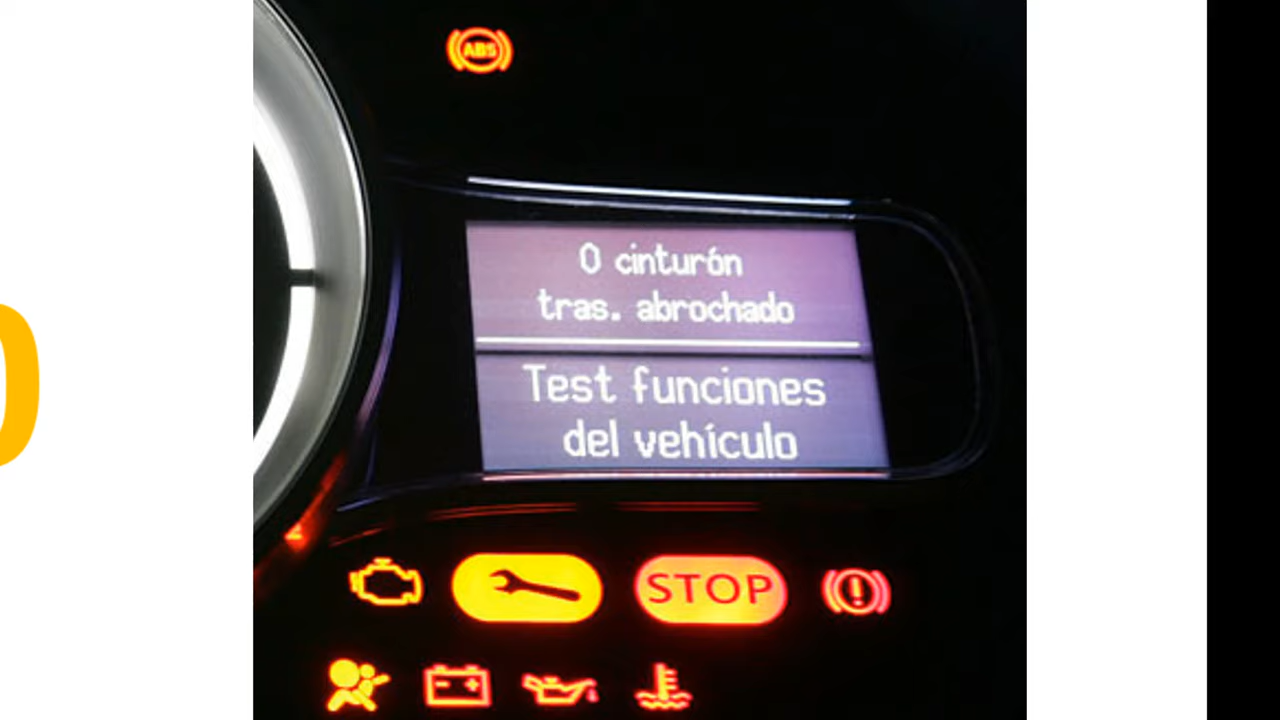 ABS
0 cinturón
tras. abrochado
Test funciones
del vehículo
STOP